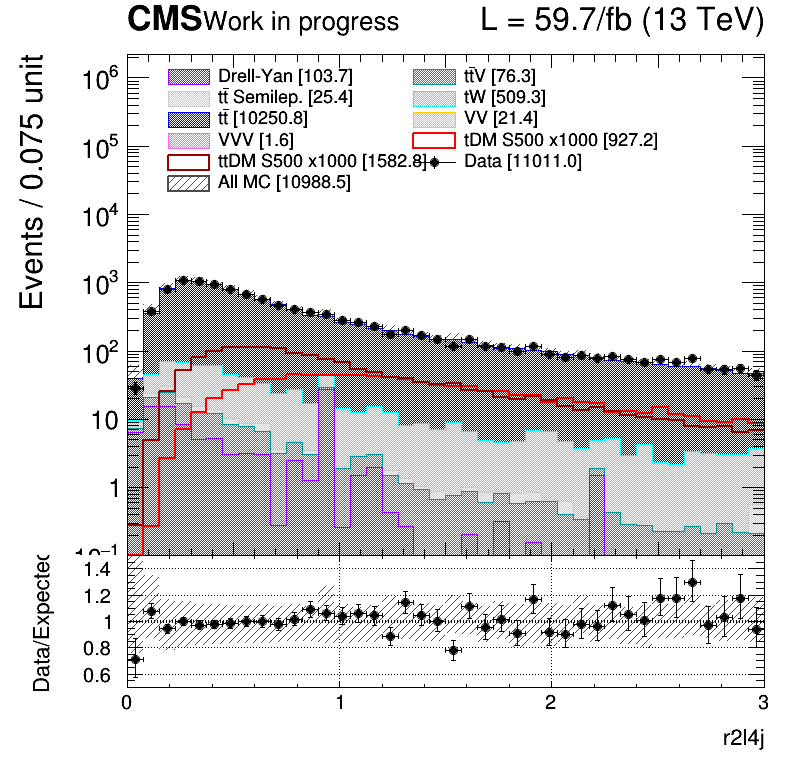 CMS Work in progress L = 59.7/fb (13 TeV)
Events / 0.075 unit
10⁶
10⁵
10⁴
10³
10²
10
1
10⁻¹
Drell-Yan [103.7]
tt̄V [76.3]
tt̄ Semilep. [25.4]
tW [509.3]
tt̄ [10250.8]
VV [21.4]
VVV [1.6]
tDM S500 x1000 [927.2]
ttDM S500 x1000 [1582.8]
Data [11011.0]
All MC [10988.5]
Data/Expected
1.4
1.2
1
0.8
0.6
0 1 2 3
r2l4j